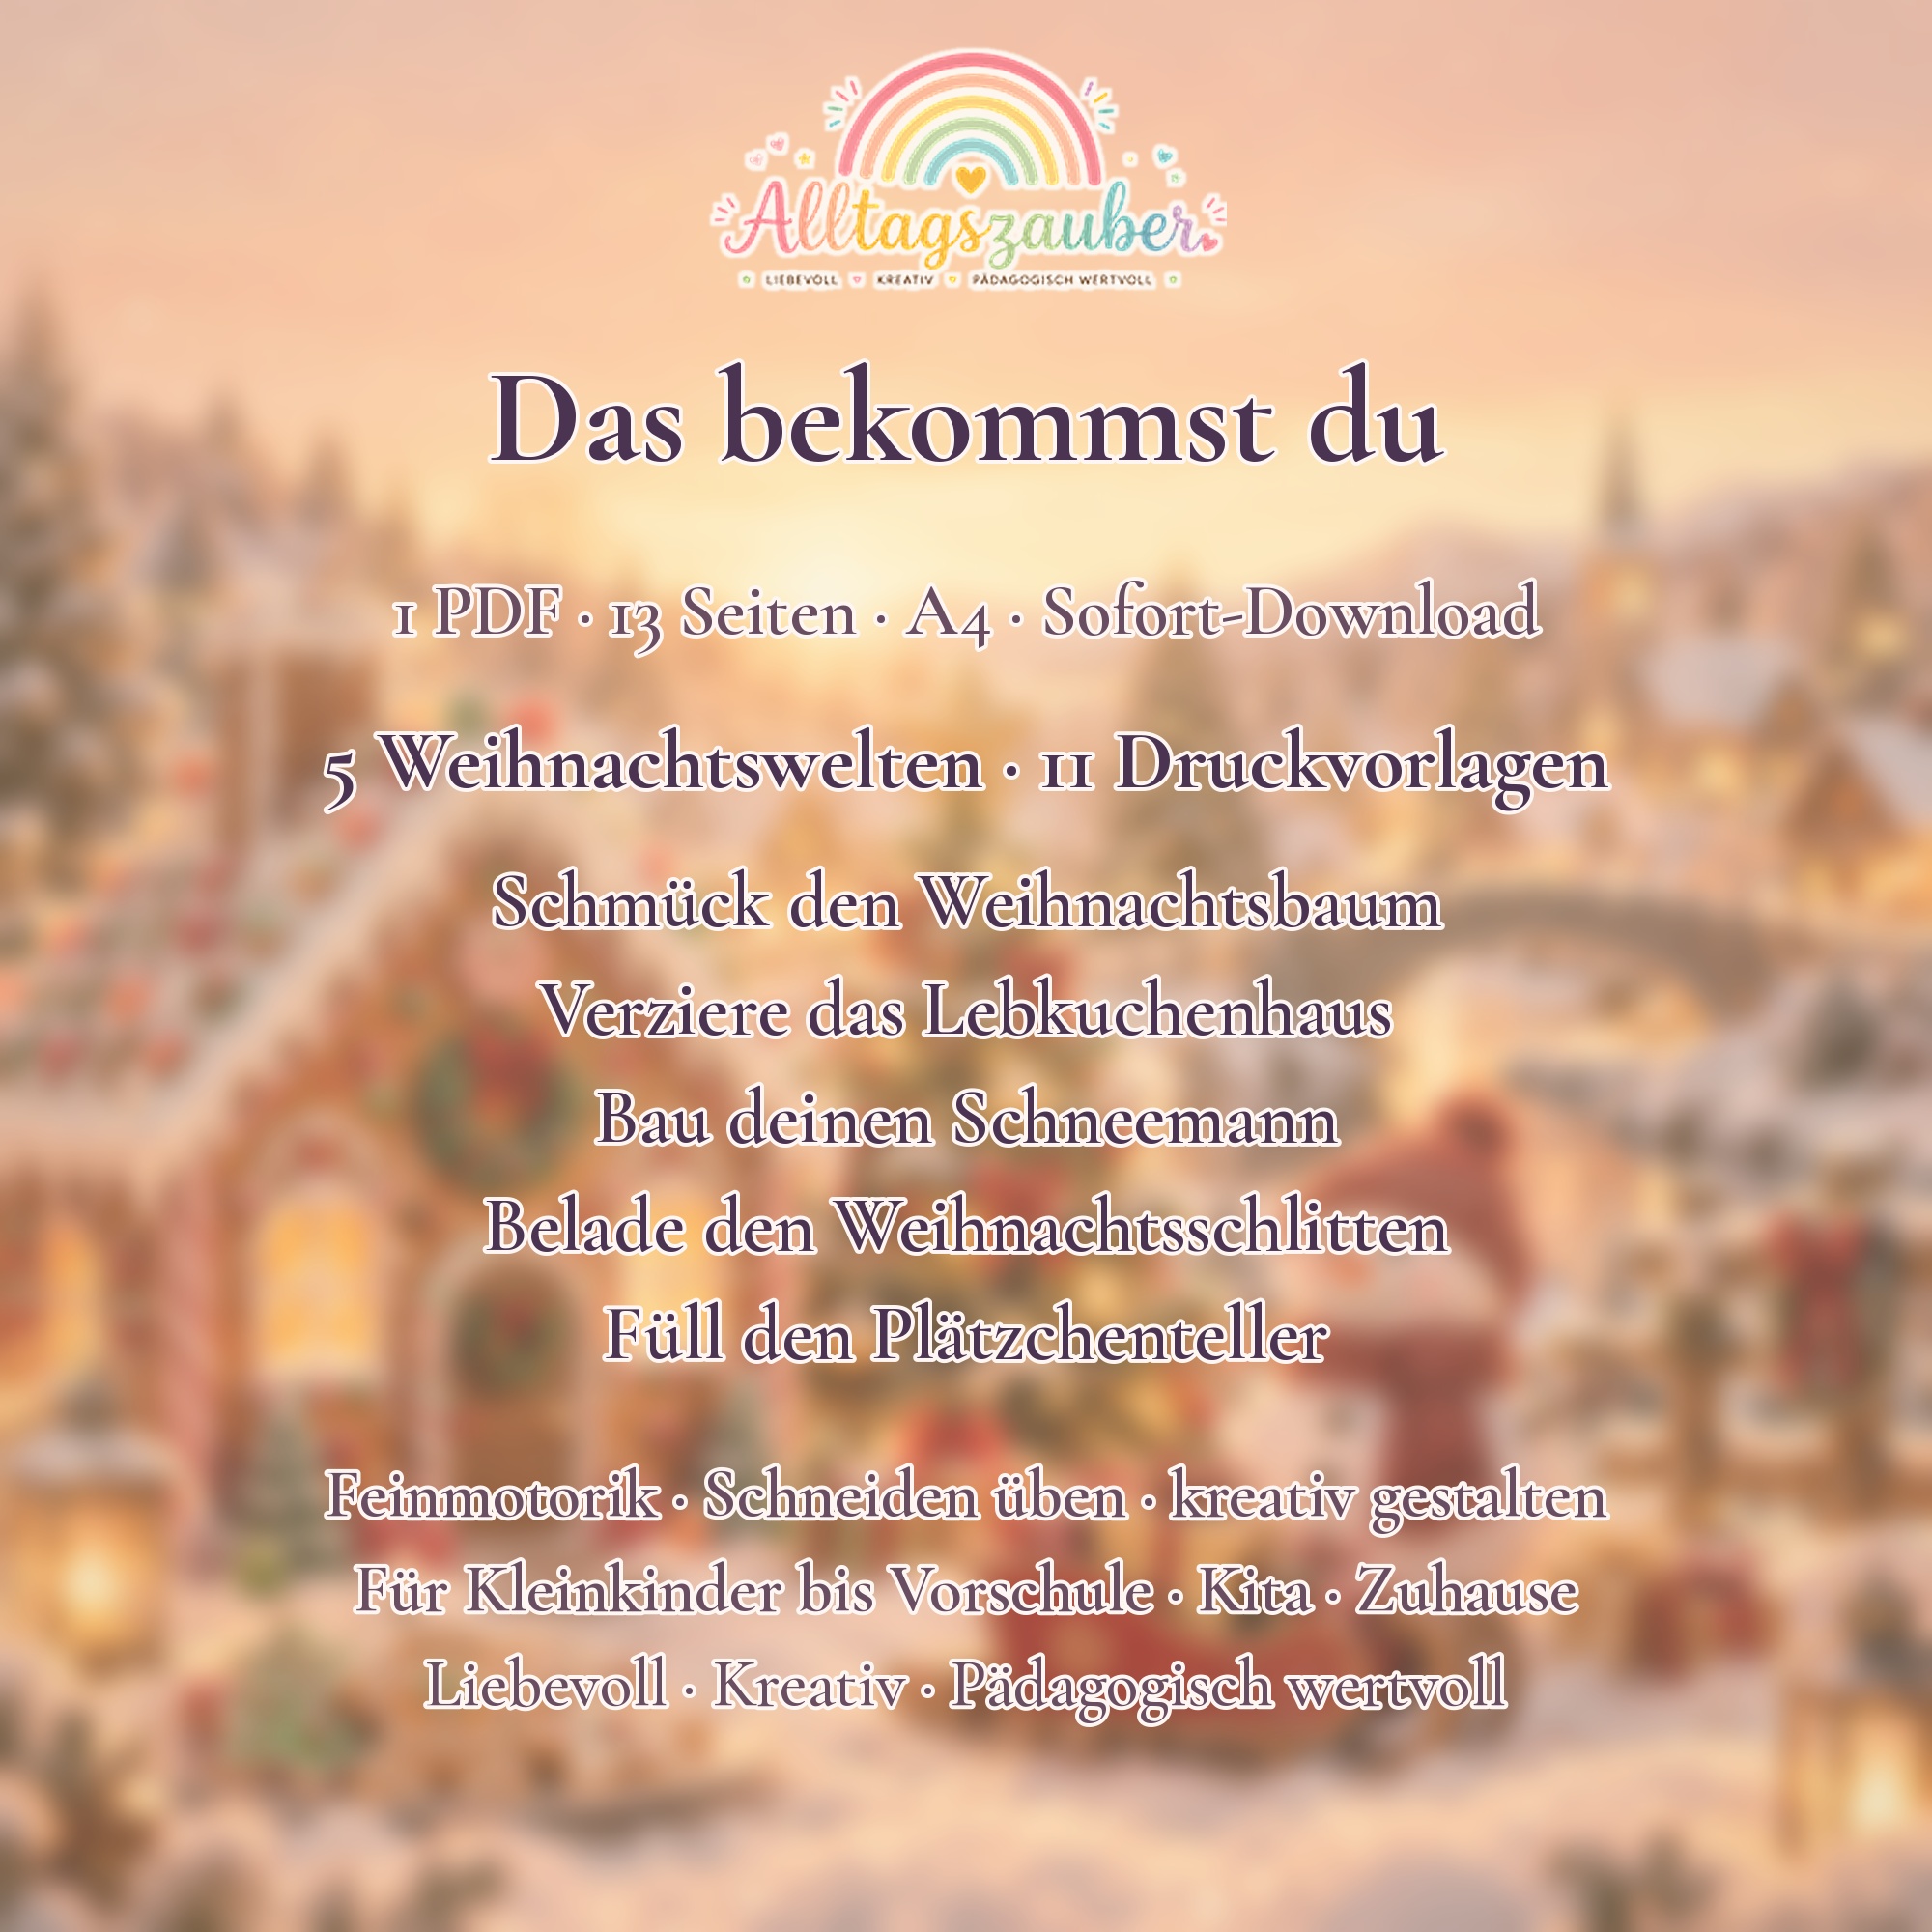 Alltagszauber
LIEBEVOLL KREATIV PÄDAGOGISCH WERTVOLL
Das bekommst du
1 PDF · 13 Seiten · A4 · Sofort-Download
5 Weihnachtswelten · 11 Druckvorlagen
Schmück den Weihnachtsbaum
Verziere das Lebkuchenhaus
Bau deinen Schneemann
Belade den Weihnachtsschlitten
Füll den Plätzchenteller
Feinmotorik · Schneiden üben · kreativ gestalten
Für Kleinkinder bis Vorschule · Kita · Zuhause
Liebevoll · Kreativ · Pädagogisch wertvoll